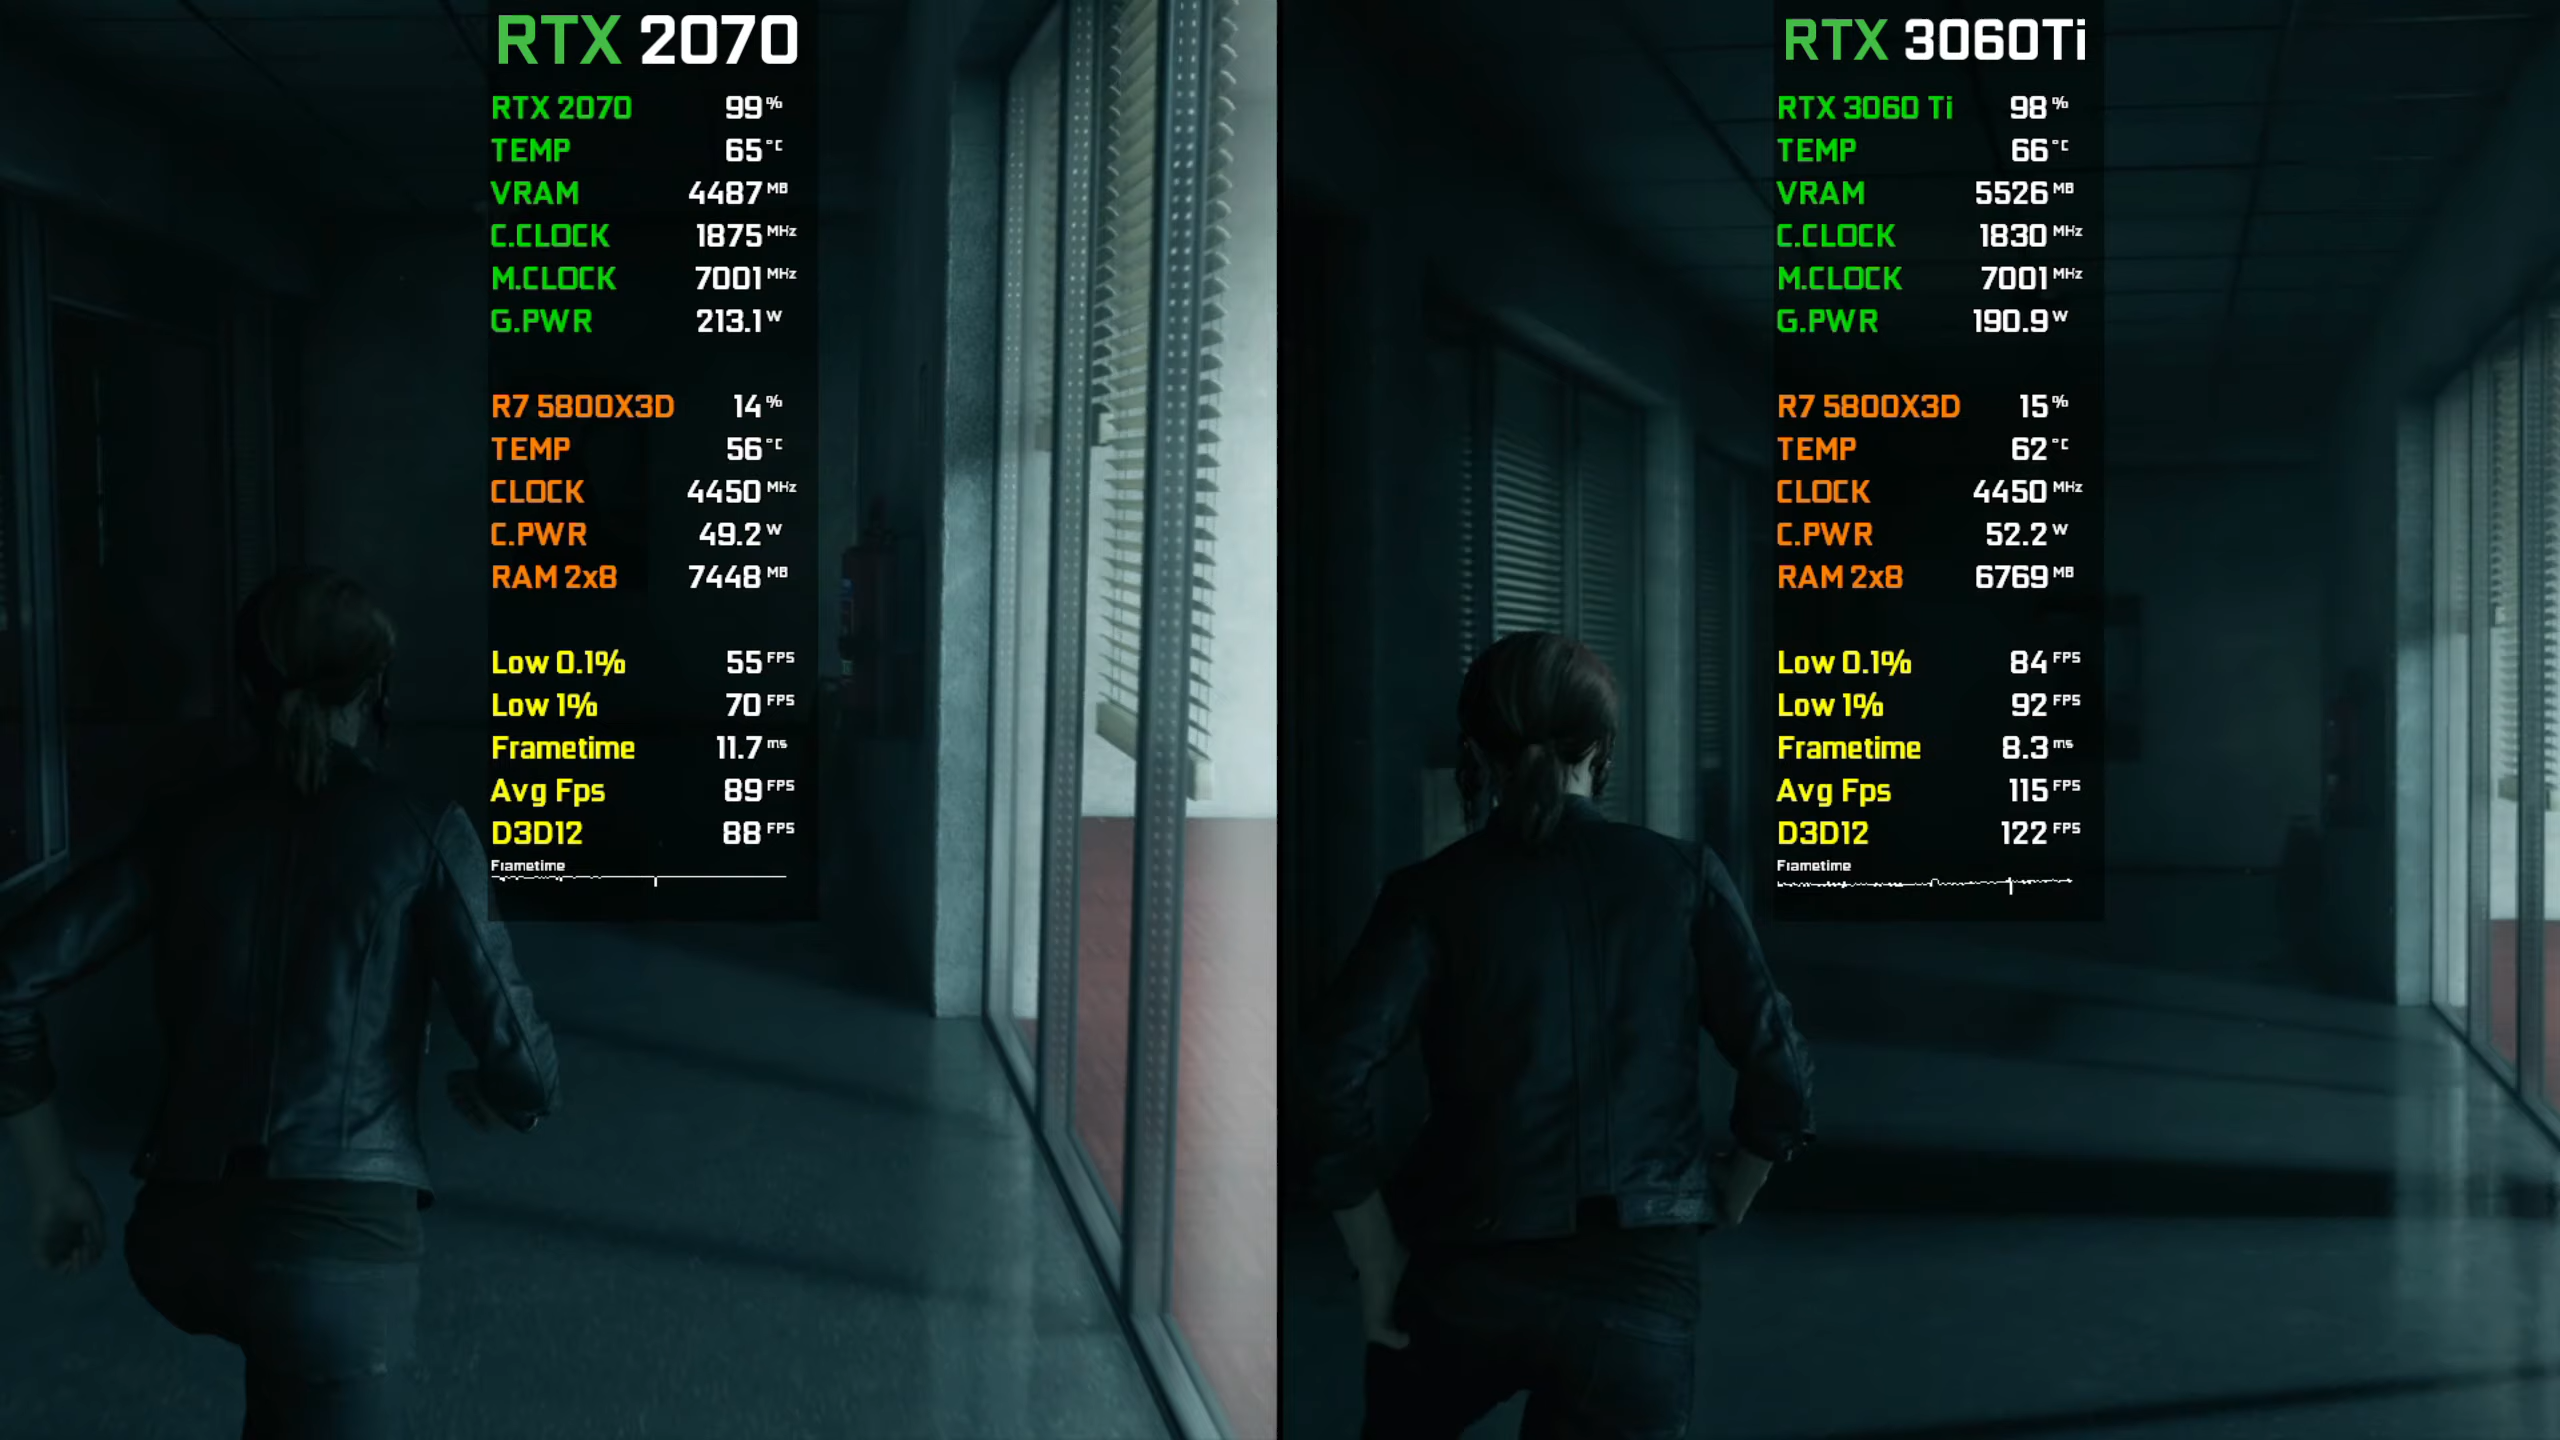 RTX 2070
RTX 2070 99%
TEMP 65°C
VRAM 4487 MB
C.CLOCK 1875 MHz
M.CLOCK 7001 MHz
G.PWR 213.1 W
R7 5800X3D 14%
TEMP 56°C
CLOCK 4450 MHz
C.PWR 49.2 W
RAM 2x8 7448 MB
Low 0.1% 55 FPS
Low 1% 70 FPS
Frametime 11.7 ms
Avg Fps 89 FPS
D3D12 88 FPS
Frametime
RTX 3060Ti
RTX 3060 Ti 98%
TEMP 66°C
VRAM 5526 MB
C.CLOCK 1830 MHz
M.CLOCK 7001 MHz
G.PWR 190.9 W
R7 5800X3D 15%
TEMP 62°C
CLOCK 4450 MHz
C.PWR 52.2 W
RAM 2x8 6769 MB
Low 0.1% 84 FPS
Low 1% 92 FPS
Frametime 8.3 ms
Avg Fps 115 FPS
D3D12 122 FPS
Frametime